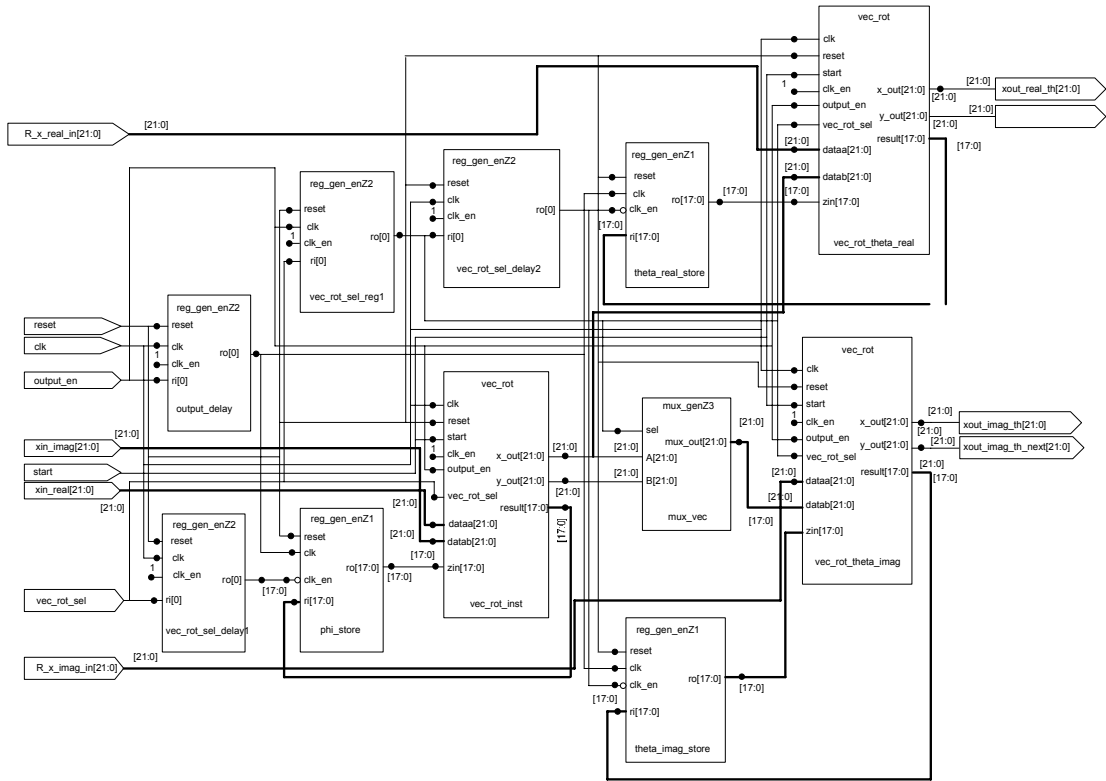 vec_rot
clk
reset
start
1
clk_en
output_en
vec_rot_sel
[21:0]
dataa[21:0]
[21:0]
datab[21:0]
[17:0]
zin[17:0]
x_out[21:0]
[21:0]
[21:0]
y_out[21:0]
[21:0]
[21:0]
result[17:0]
[17:0]
vec_rot_theta_real
xout_real_th[21:0]
R_x_real_in[21:0]
[21:0]
reg_gen_enZ2
reset
clk
1
clk_en
ri[0]
ro[0]
vec_rot_sel_reg1
reg_gen_enZ2
reset
clk
1
clk_en
ri[0]
ro[0]
vec_rot_sel_delay2
reg_gen_enZ1
reset
clk
clk_en
[17:0]
ri[17:0]
ro[17:0]
[17:0]
theta_real_store
reg_gen_enZ2
reset
clk
1
clk_en
ri[0]
ro[0]
output_delay
reset
clk
output_en
xin_imag[21:0]
[21:0]
start
xin_real[21:0]
[21:0]
vec_rot_sel
R_x_imag_in[21:0]
[21:0]
vec_rot
clk
reset
start
1
clk_en
output_en
vec_rot_sel
[21:0]
dataa[21:0]
[21:0]
datab[21:0]
[17:0]
zin[17:0]
x_out[21:0]
[21:0]
y_out[21:0]
[21:0]
result[17:0]
[17:0]
vec_rot_inst
mux_genZ3
sel
mux_out[21:0]
[21:0]
[21:0]
A[21:0]
[21:0]
B[21:0]
mux_vec
vec_rot
clk
reset
start
1
clk_en
output_en
vec_rot_sel
[21:0]
dataa[21:0]
datab[21:0]
[17:0]
zin[17:0]
x_out[21:0]
[21:0]
[21:0]
y_out[21:0]
[21:0]
result[17:0]
[21:0]
[17:0]
vec_rot_theta_imag
xout_imag_th[21:0]
xout_imag_th_next[21:0]
reg_gen_enZ2
reset
clk
1
clk_en
ri[0]
ro[0]
vec_rot_sel_delay1
reg_gen_enZ1
reset
clk
[17:0]
clk_en
ri[17:0]
ro[17:0]
[17:0]
phi_store
reg_gen_enZ1
reset
clk
clk_en
[17:0]
ri[17:0]
ro[17:0]
[17:0]
theta_imag_store